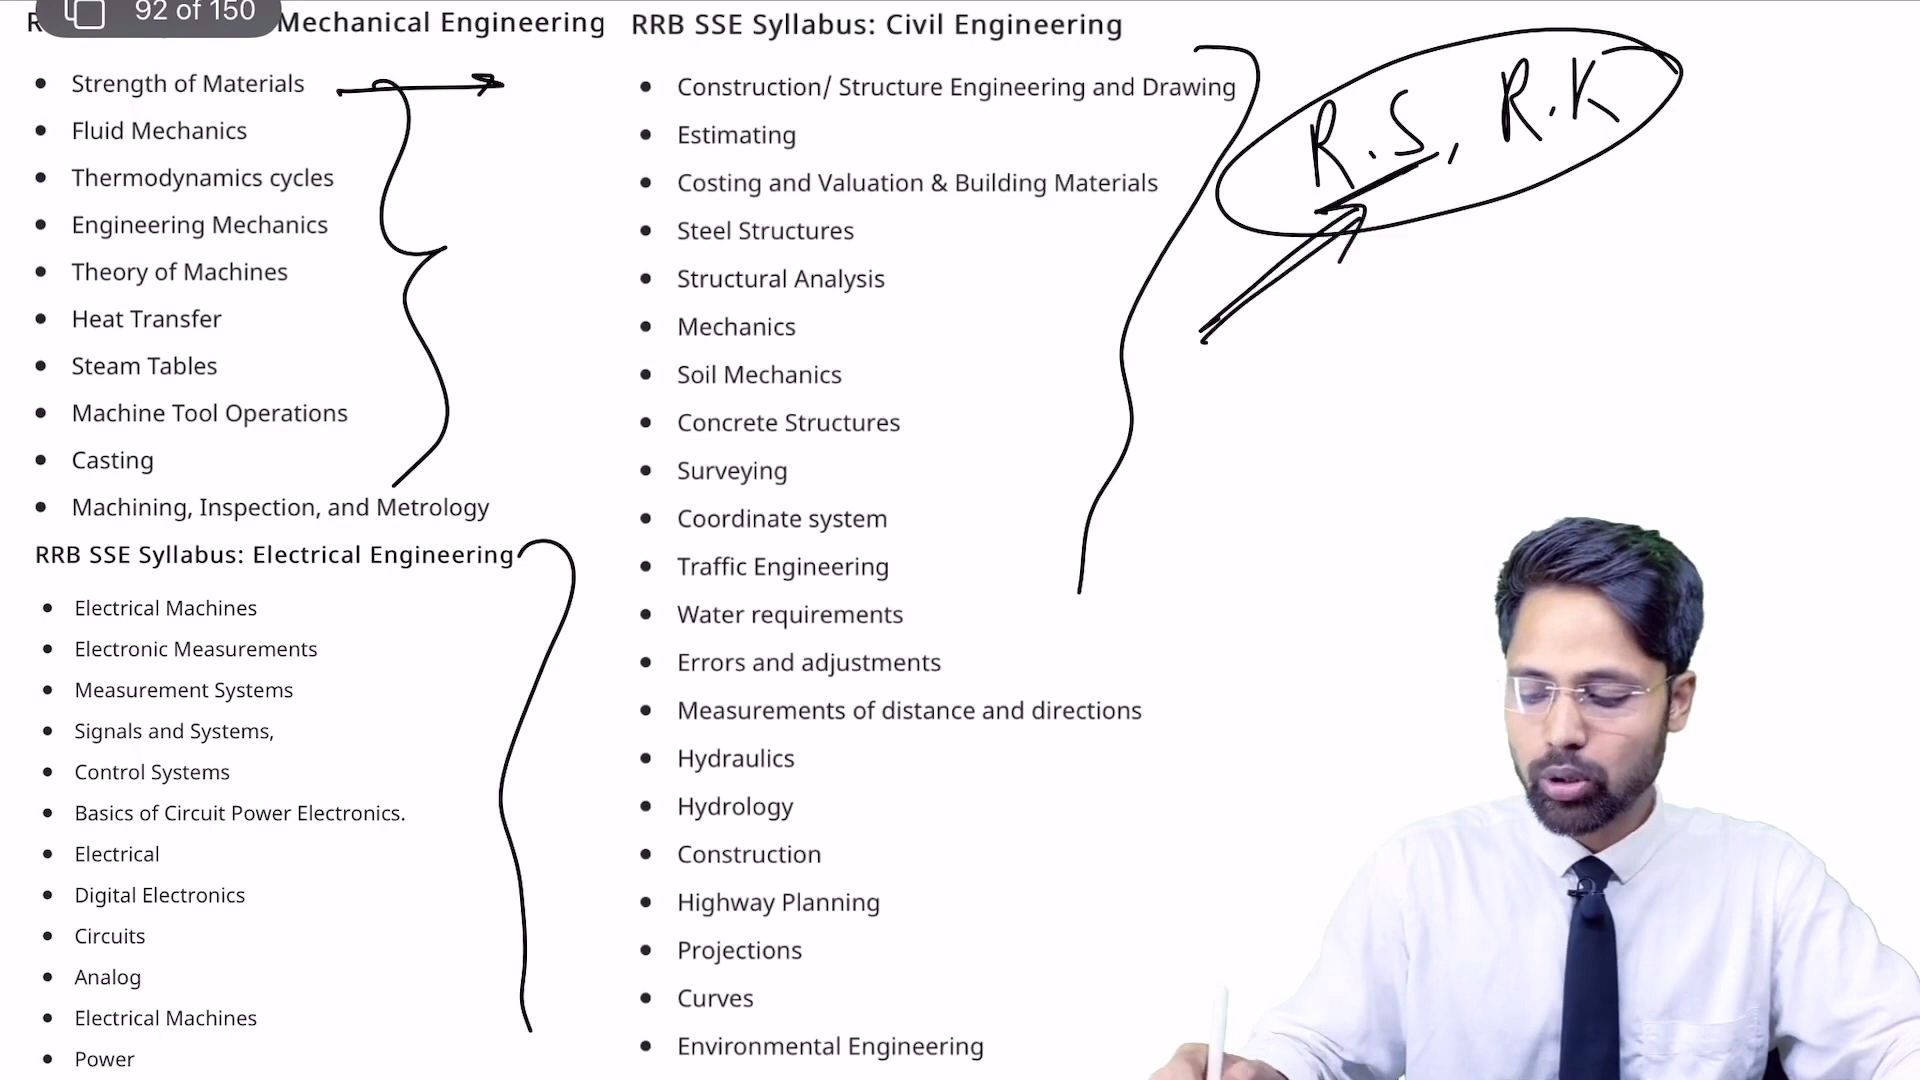 92 of 150
Mechanical Engineering
Strength of Materials
Fluid Mechanics
Thermodynamics cycles
Engineering Mechanics
Theory of Machines
Heat Transfer
Steam Tables
Machine Tool Operations
Casting
Machining, Inspection, and Metrology
RRB SSE Syllabus: Electrical Engineering
Electrical Machines
Electronic Measurements
Measurement Systems
Signals and Systems,
Control Systems
Basics of Circuit Power Electronics.
Electrical
Digital Electronics
Circuits
Analog
Electrical Machines
Power
RRB SSE Syllabus: Civil Engineering
Construction/ Structure Engineering and Drawing
Estimating
Costing and Valuation & Building Materials
Steel Structures
Structural Analysis
Mechanics
Soil Mechanics
Concrete Structures
Surveying
Coordinate system
Traffic Engineering
Water requirements
Errors and adjustments
Measurements of distance and directions
Hydraulics
Hydrology
Construction
Highway Planning
Projections
Curves
Environmental Engineering
R.S, R.K